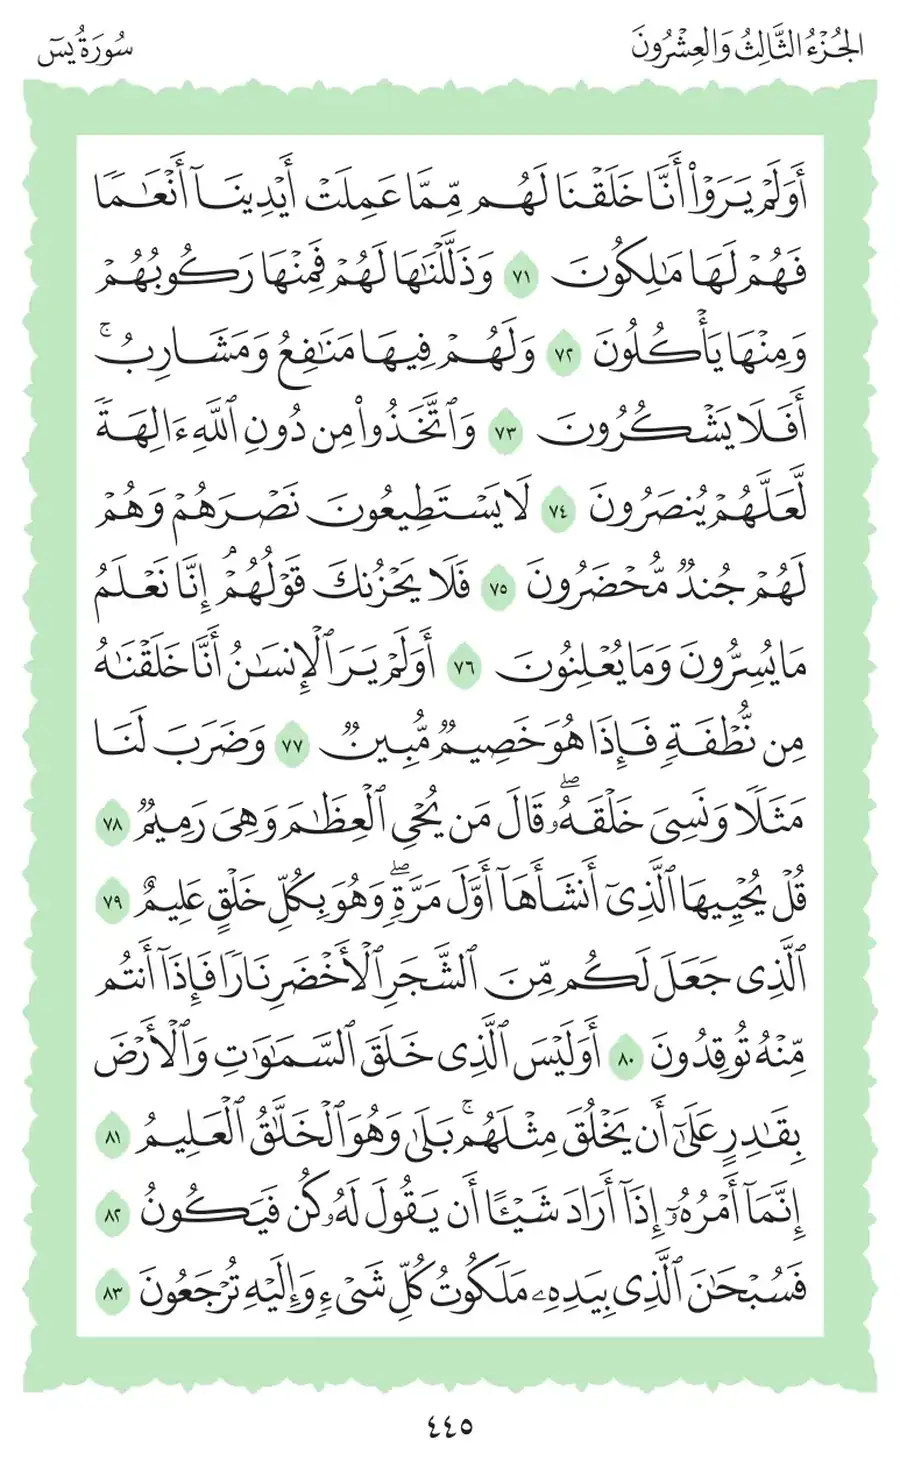 الجُزْءُ الثَّالِثُ وَالعِشْرُونَ
سُورَةُ يسٓ
أَوَلَمْ يَرَوْا۟ أَنَّا خَلَقْنَا لَهُم مِّمَّا عَمِلَتْ أَيْدِينَآ أَنْعَٰمًا
فَهُمْ لَهَا مَٰلِكُونَ ٧١ وَذَلَّلْنَٰهَا لَهُمْ فَمِنْهَا رَكُوبُهُمْ
وَمِنْهَا يَأْكُلُونَ ٧٢ وَلَهُمْ فِيهَا مَنَٰفِعُ وَمَشَارِبُ ۚ
أَفَلَا يَشْكُرُونَ ٧٣ وَٱتَّخَذُوا۟ مِن دُونِ ٱللَّهِ ءَالِهَةً
لَّعَلَّهُمْ يُنصَرُونَ ٧٤ لَا يَسْتَطِيعُونَ نَصْرَهُمْ وَهُمْ
لَهُمْ جُندٌ مُّحْضَرُونَ ٧٥ فَلَا يَحْزُنكَ قَوْلُهُمْ ۘ إِنَّا نَعْلَمُ
مَا يُسِرُّونَ وَمَا يُعْلِنُونَ ٧٦ أَوَلَمْ يَرَ ٱلْإِنسَٰنُ أَنَّا خَلَقْنَٰهُ
مِن نُّطْفَةٍ فَإِذَا هُوَ خَصِيمٌ مُّبِينٌ ٧٧ وَضَرَبَ لَنَا
مَثَلًا وَنَسِىَ خَلْقَهُۥ ۖ قَالَ مَن يُحْىِ ٱلْعِظَٰمَ وَهِىَ رَمِيمٌ ٧٨
قُلْ يُحْيِيهَا ٱلَّذِىٓ أَنشَأَهَآ أَوَّلَ مَرَّةٍ ۖ وَهُوَ بِكُلِّ خَلْقٍ عَلِيمٌ ٧٩
ٱلَّذِى جَعَلَ لَكُم مِّنَ ٱلشَّجَرِ ٱلْأَخْضَرِ نَارًا فَإِذَآ أَنتُم
مِّنْهُ تُوقِدُونَ ٨٠ أَوَلَيْسَ ٱلَّذِى خَلَقَ ٱلسَّمَٰوَٰتِ وَٱلْأَرْضَ
بِقَٰدِرٍ عَلَىٰٓ أَن يَخْلُقَ مِثْلَهُم ۚ بَلَىٰ وَهُوَ ٱلْخَلَّٰقُ ٱلْعَلِيمُ ٨١
إِنَّمَآ أَمْرُهُۥٓ إِذَآ أَرَادَ شَيْـًٔا أَن يَقُولَ لَهُۥ كُن فَيَكُونُ ٨٢
فَسُبْحَٰنَ ٱلَّذِى بِيَدِهِۦ مَلَكُوتُ كُلِّ شَىْءٍ وَإِلَيْهِ تُرْجَعُونَ ٨٣
٤٤٥